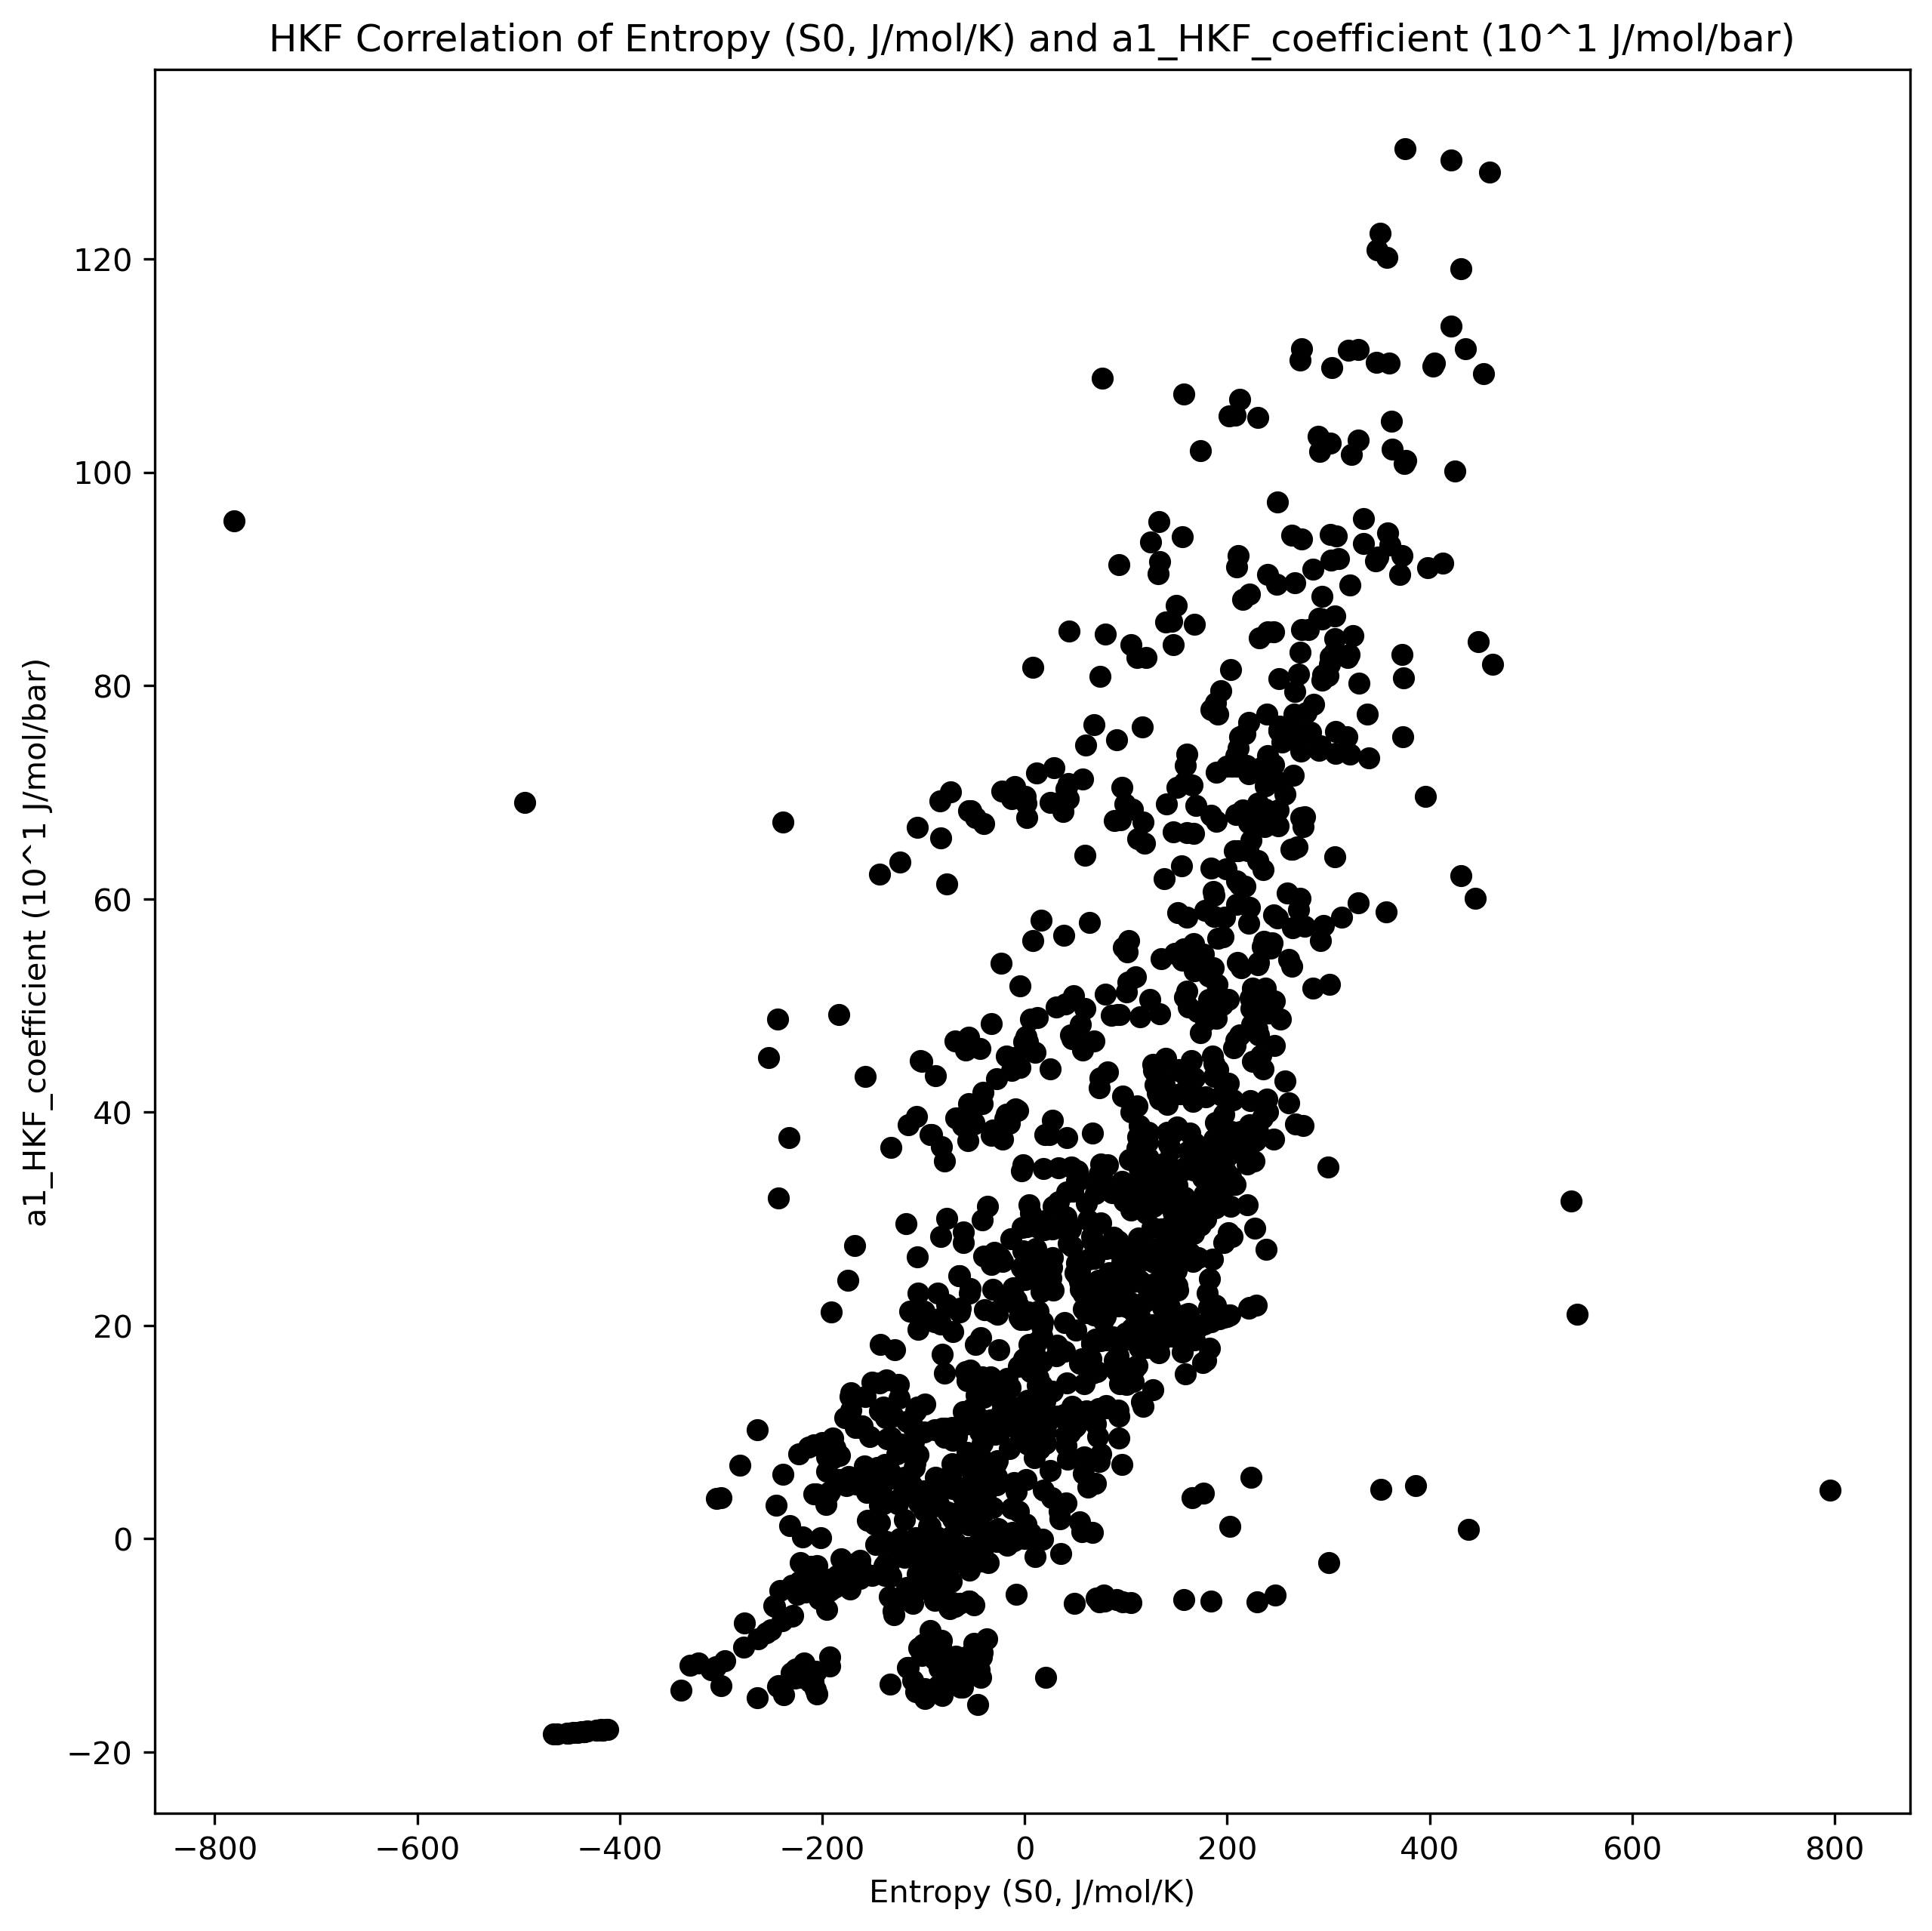 HKF Correlation of Entropy (S0, J/mol/K) and a1_HKF_coefficient (10^1 J/mol/bar)
a1_HKF_coefficient (10^1 J/mol/bar)
120
100
80
60
40
20
0
−20
−800 −600 −400 −200 0 200 400 600 800
Entropy (S0, J/mol/K)